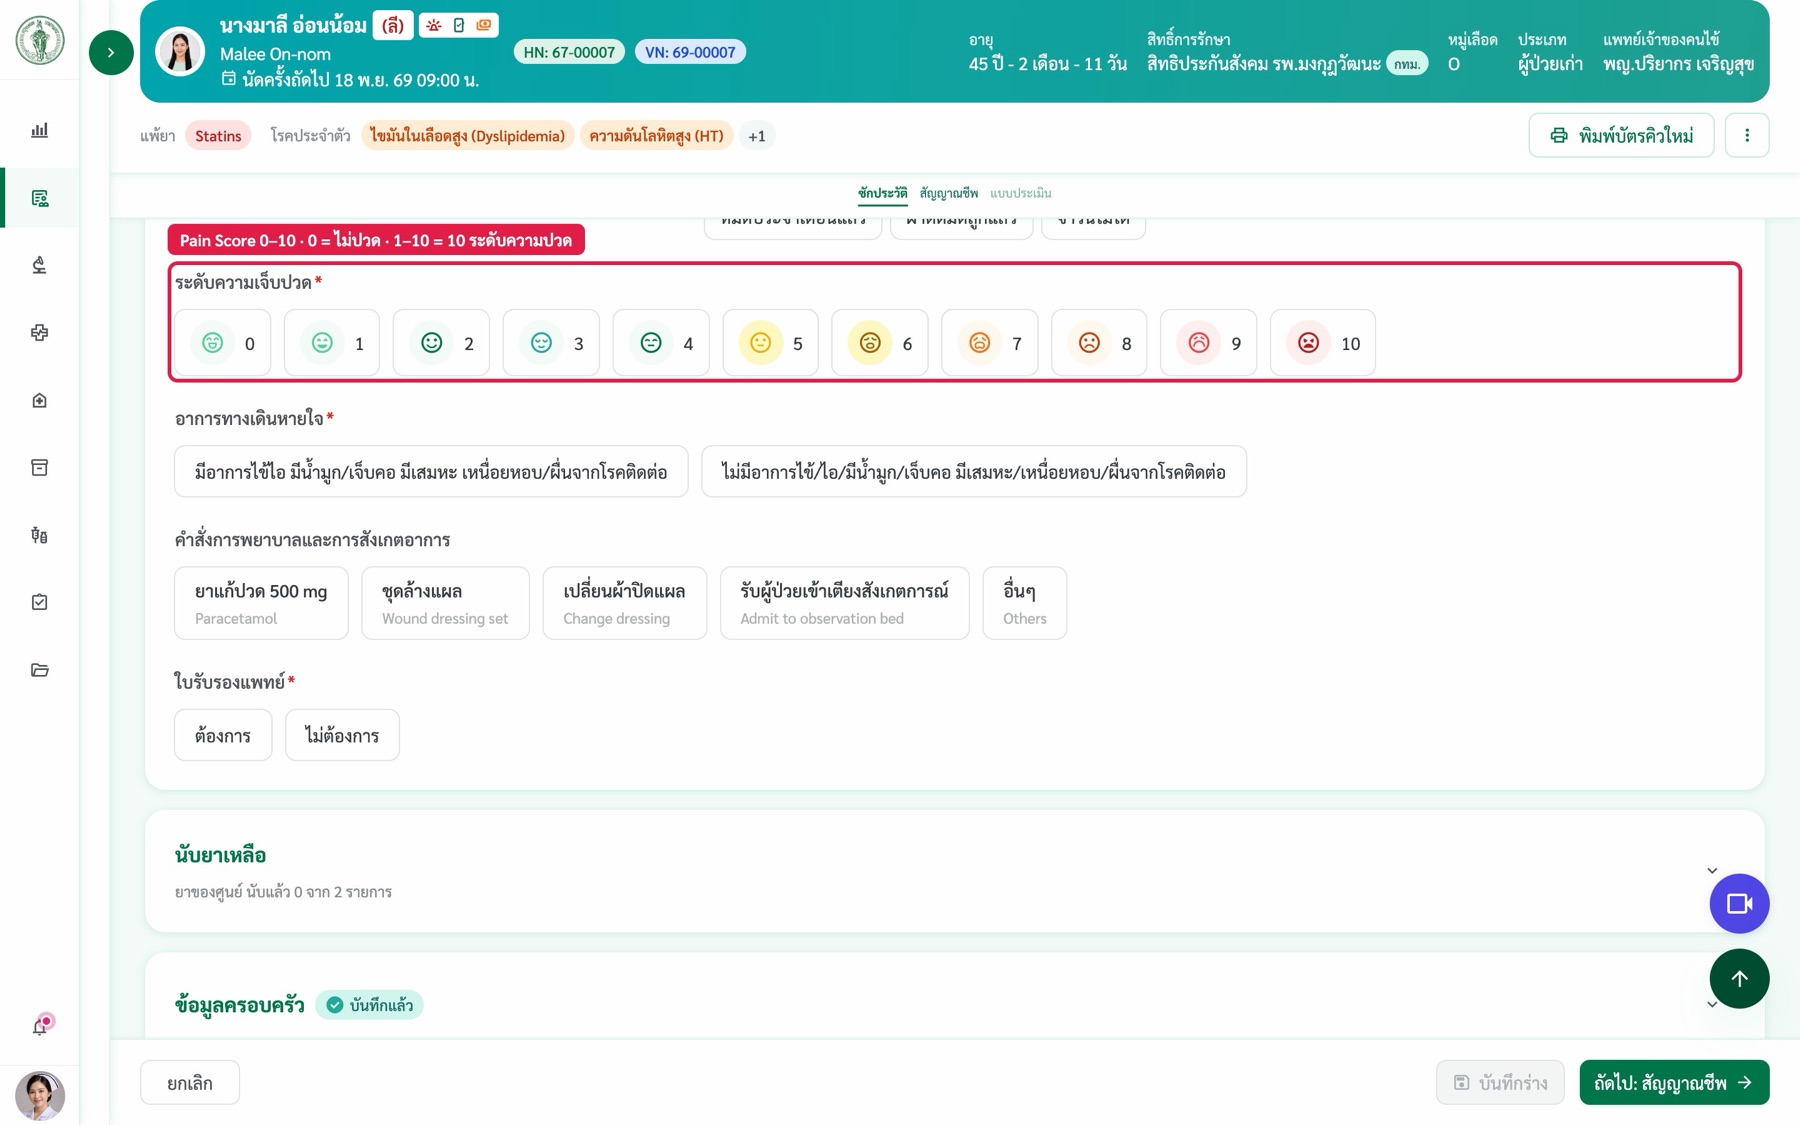 นางมาลี อ่อนน้อม (ลี)
Malee On-nom
นัดครั้งถัดไป 18 พ.ย. 69 09:00 น.
HN: 67-00007 VN: 69-00007
อายุ
45 ปี - 2 เดือน - 11 วัน
สิทธิ์การรักษา
สิทธิประกันสังคม รพ.มงกุฎวัฒนะ กทม.
หมู่เลือด
O
ประเภท
ผู้ป่วยเก่า
แพทย์เจ้าของคนไข้
พญ.ปริยากร เจริญสุข
แพ้ยา Statins โรคประจำตัว ไขมันในเลือดสูง (Dyslipidemia) ความดันโลหิตสูง (HT) +1
พิมพ์บัตรคิวใหม่
ซักประวัติ สัญญาณชีพ แบบประเมิน
Pain Score 0–10 · 0 = ไม่ปวด · 1–10 = 10 ระดับความปวด
ระดับความเจ็บปวด*
0 1 2 3 4 5 6 7 8 9 10
อาการทางเดินหายใจ*
มีอาการไข้ไอ มีน้ำมูก/เจ็บคอ มีเสมหะ เหนื่อยหอบ/ผื่นจากโรคติดต่อ
ไม่มีอาการไข้/ไอ/มีน้ำมูก/เจ็บคอ มีเสมหะ/เหนื่อยหอบ/ผื่นจากโรคติดต่อ
คำสั่งการพยาบาลและการสังเกตอาการ
ยาแก้ปวด 500 mg
Paracetamol
ชุดล้างแผล
Wound dressing set
เปลี่ยนผ้าปิดแผล
Change dressing
รับผู้ป่วยเข้าเตียงสังเกตการณ์
Admit to observation bed
อื่นๆ
Others
ใบรับรองแพทย์*
ต้องการ ไม่ต้องการ
นับยาเหลือ
ยาของศูนย์ นับแล้ว 0 จาก 2 รายการ
ข้อมูลครอบครัว บันทึกแล้ว
ยกเลิก บันทึกร่าง ถัดไป: สัญญาณชีพ